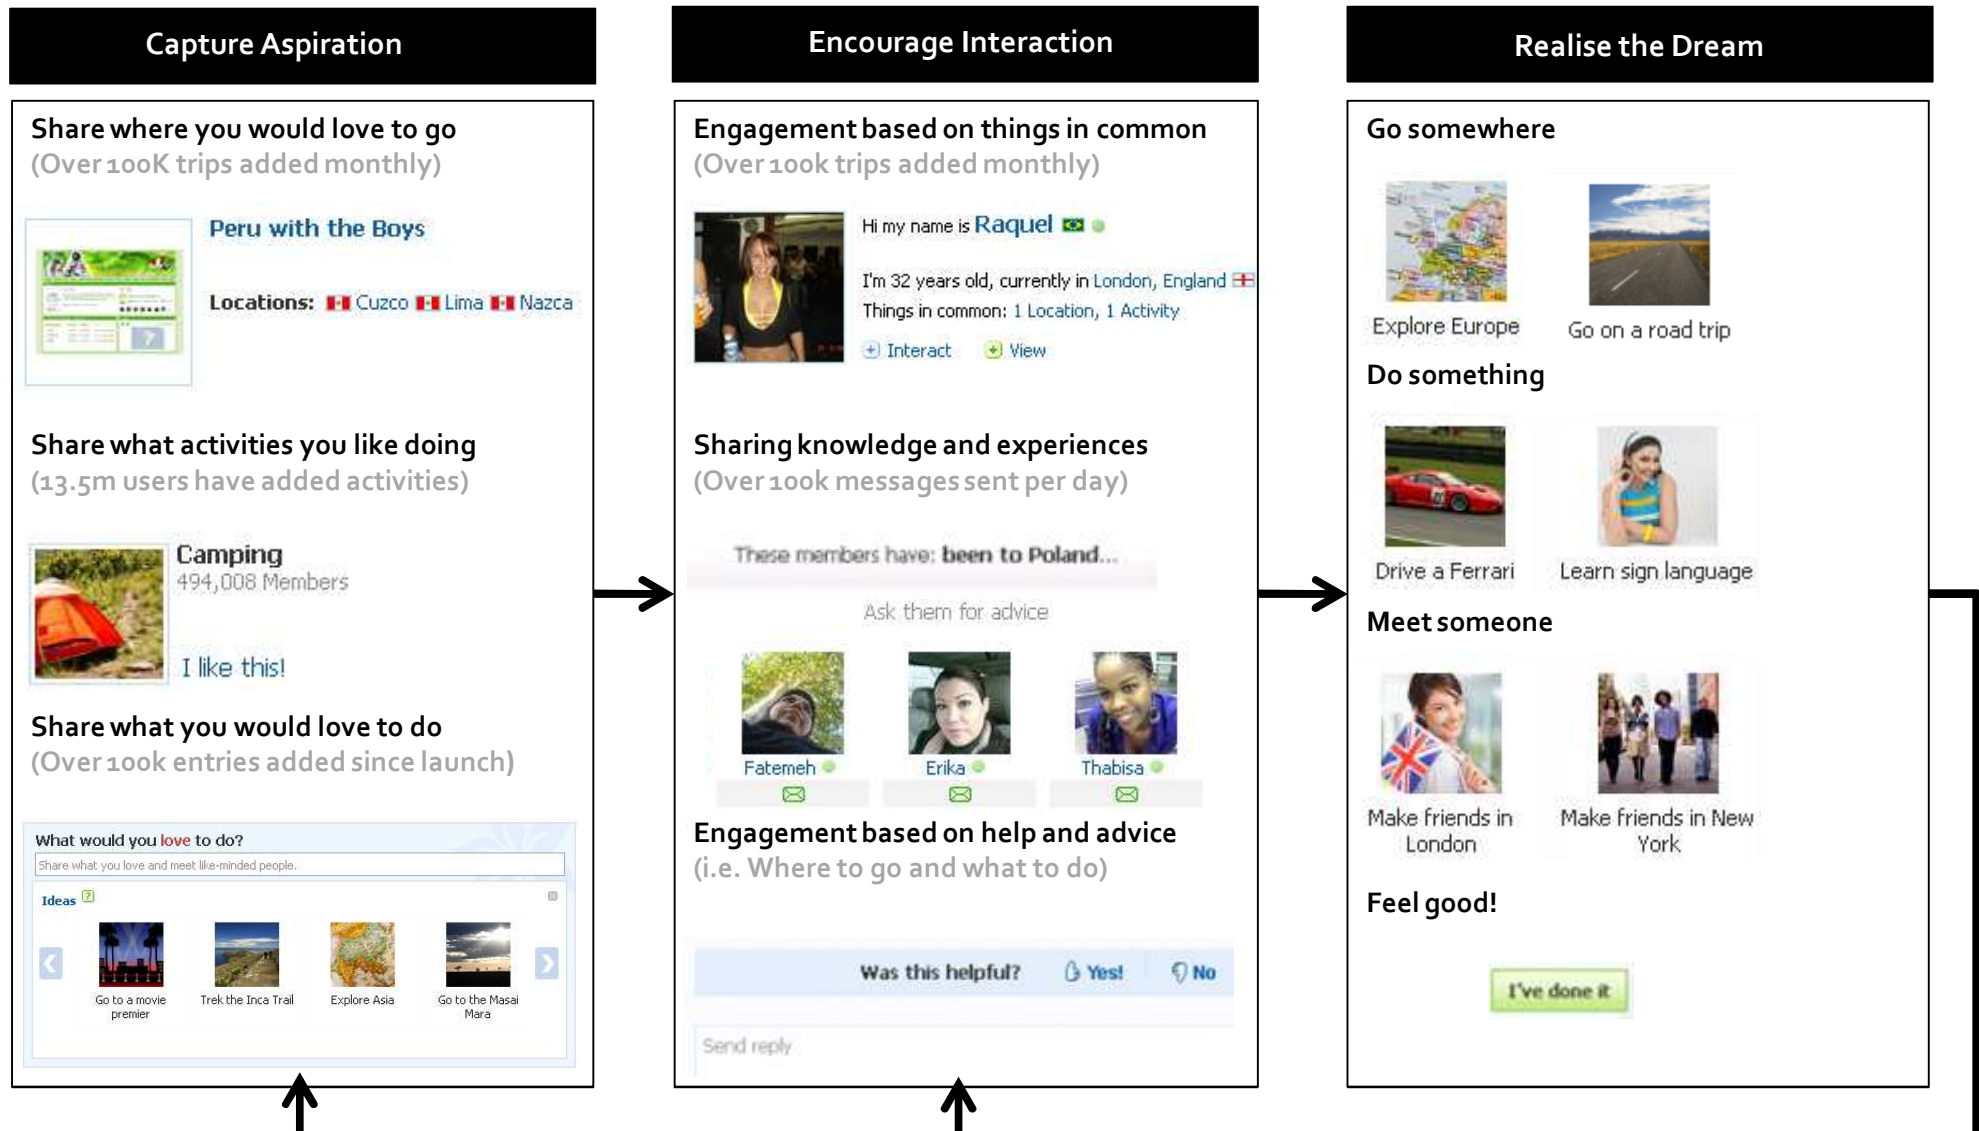 Capture Aspiration
Share where you would love to go
(Over 100K trips added monthly)
Peru with the Boys
Locations: Cuzco Lima Nazca
Share what activities you like doing
(13.5m users have added activities)
Camping
494,008 Members
I like this!
Share what you would love to do
(Over 100k entries added since launch)
What would you love to do?
Share what you love and meet like-minded people.
Ideas ?
Go to a movie
premier
Trek the Inca Trail
Explore Asia
Go to the Masai
Mara
Encourage Interaction
Engagement based on things in common
(Over 100k trips added monthly)
Hi my name is Raquel
I'm 32 years old, currently in London, England
Things in common: 1 Location, 1 Activity
Interact View
Sharing knowledge and experiences
(Over 100k messages sent per day)
These members have: been to Poland...
Ask them for advice
Fatemeh Erika Thabisa
Engagement based on help and advice
(i.e. Where to go and what to do)
Was this helpful? Yes! No
Send reply
Realise the Dream
Go somewhere
Explore Europe
Go on a road trip
Do something
Drive a Ferrari
Learn sign language
Meet someone
Make friends in
London
Make friends in New
York
Feel good!
I've done it